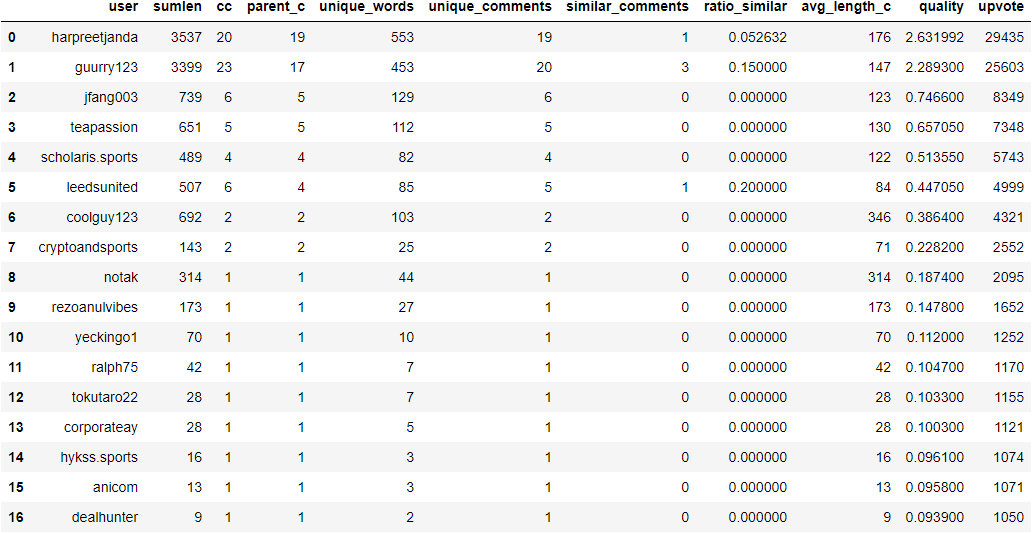 user sumlen cc parent_c unique_words unique_comments similar_comments ratio_similar avg_length_c quality upvote
0 harpreetjanda 3537 20 19 553 19 1 0.052632 176 2.631992 29435
1 guurry123 3399 23 17 453 20 3 0.150000 147 2.289300 25603
2 jfang003 739 6 5 129 6 0 0.000000 123 0.746600 8349
3 teapassion 651 5 5 112 5 0 0.000000 130 0.657050 7348
4 scholaris.sports 489 4 4 82 4 0 0.000000 122 0.513550 5743
5 leedsunited 507 6 4 85 5 1 0.200000 84 0.447050 4999
6 coolguy123 692 2 2 103 2 0 0.000000 346 0.386400 4321
7 cryptoandsports 143 2 2 25 2 0 0.000000 71 0.228200 2552
8 notak 314 1 1 44 1 0 0.000000 314 0.187400 2095
9 rezoanulvibes 173 1 1 27 1 0 0.000000 173 0.147800 1652
10 yeckingo1 70 1 1 10 1 0 0.000000 70 0.112000 1252
11 ralph75 42 1 1 7 1 0 0.000000 42 0.104700 1170
12 tokutaro22 28 1 1 7 1 0 0.000000 28 0.103300 1155
13 corporateay 28 1 1 5 1 0 0.000000 28 0.100300 1121
14 hykss.sports 16 1 1 3 1 0 0.000000 16 0.096100 1074
15 anicom 13 1 1 3 1 0 0.000000 13 0.095800 1071
16 dealhunter 9 1 1 2 1 0 0.000000 9 0.093900 1050